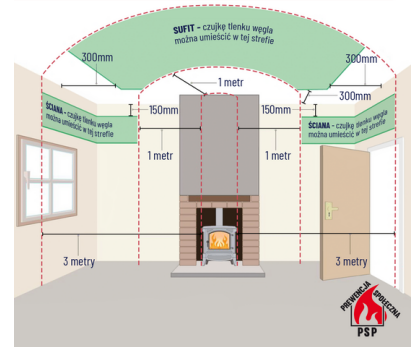 SUFIT - czujkę tlenku węgla
można umieścić w tej strefie
300mm
300mm
1 metr
300mm
ŚCIANA - czujkę tlenku węgla
można umieścić w tej strefie
150mm
150mm
ŚCIANA - czujkę tlenku węgla
można umieścić w tej strefie
1 metr
1 metr
3 metry
3 metry
PREWENCJA SPOŁECZNA
PSP